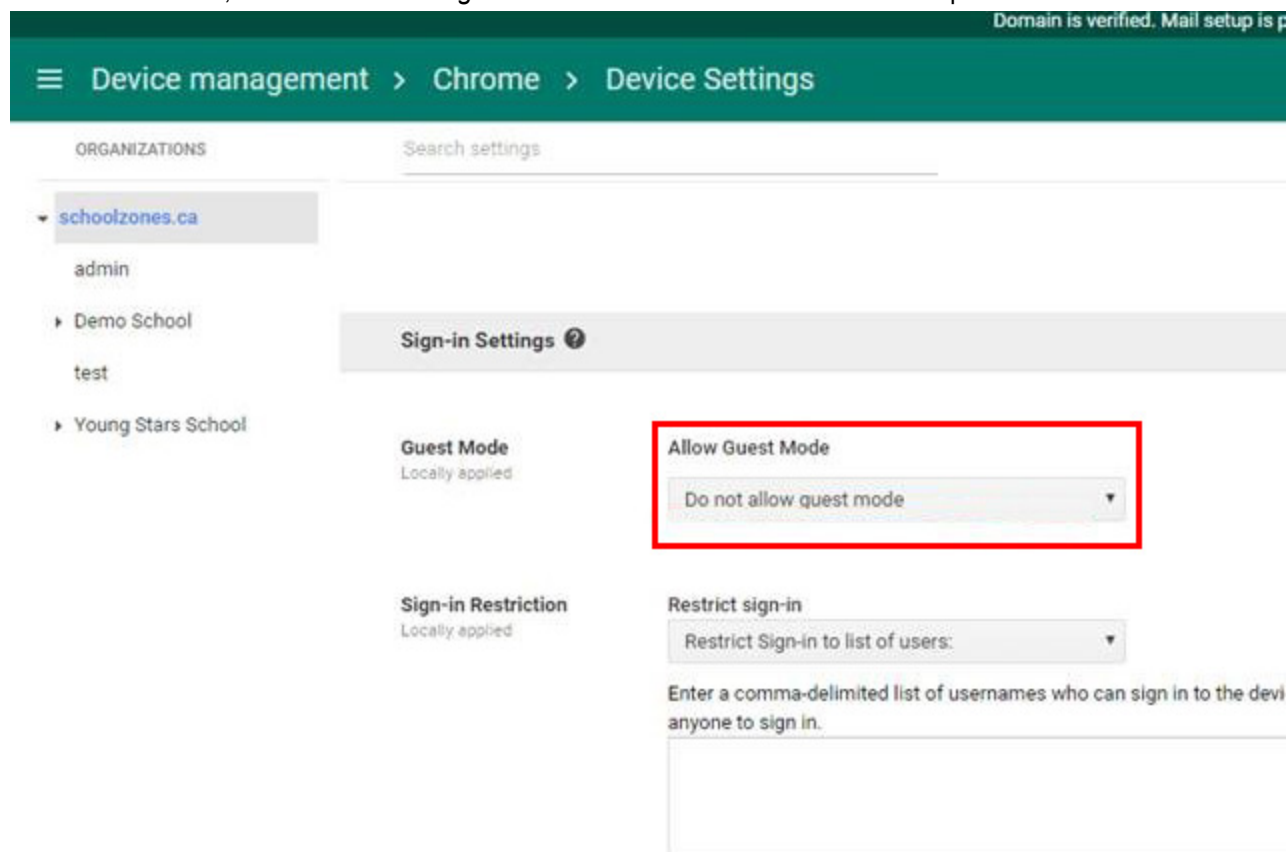 Domain is verified. Mail setup is p
Device management > Chrome > Device Settings
ORGANIZATIONS
Search settings
schoolzones.ca
admin
Demo School
test
Young Stars School
Sign-in Settings
Guest Mode
Locally applied
Allow Guest Mode
Do not allow guest mode
Sign-in Restriction
Locally applied
Restrict sign-in
Restrict Sign-in to list of users:
Enter a comma-delimited list of usernames who can sign in to the devi
anyone to sign in.